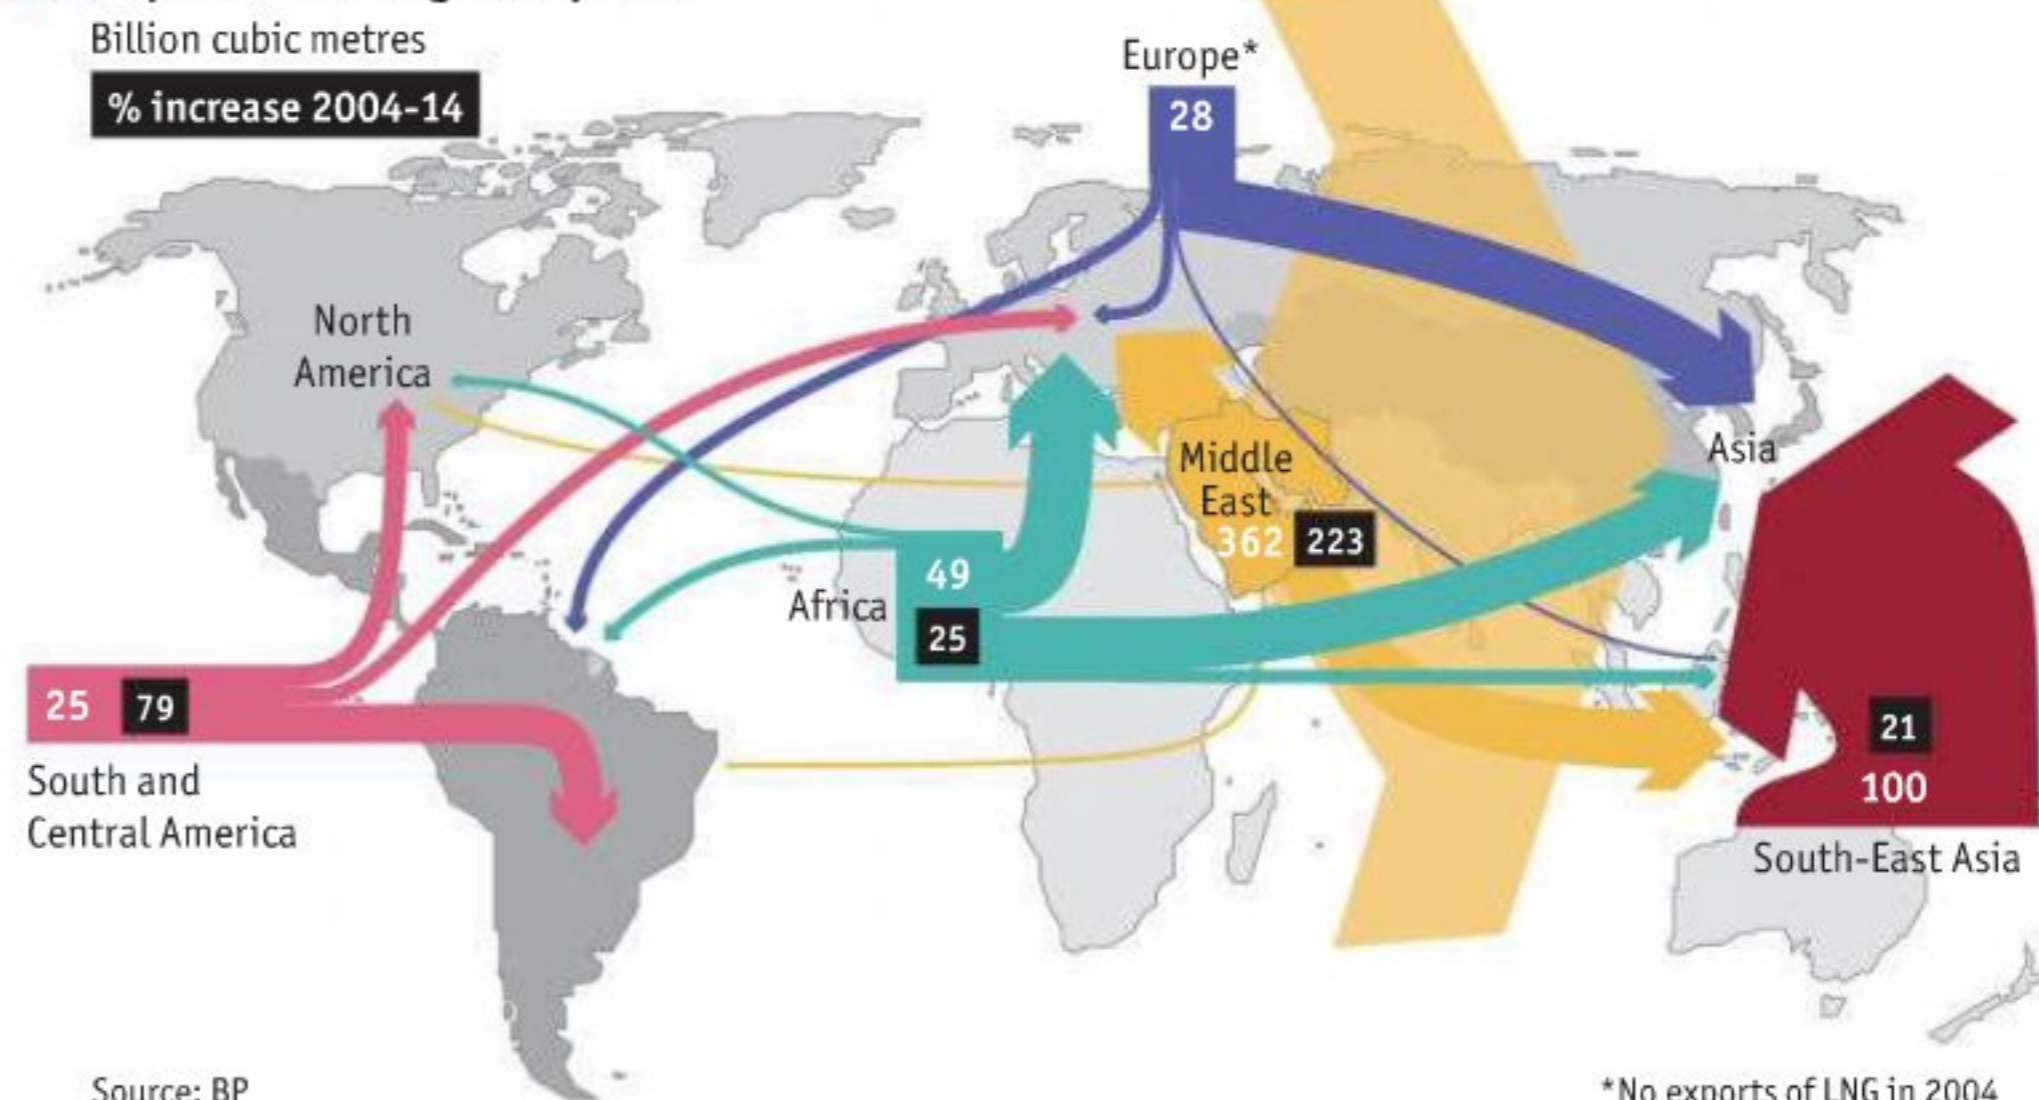 Billion cubic metres
% increase 2004-14
Europe*
28
North
America
Asia
Middle
East
362 223
49
Africa
25
25 79
South and
Central America
21
100
South-East Asia
Source: BP
*No exports of LNG in 2004